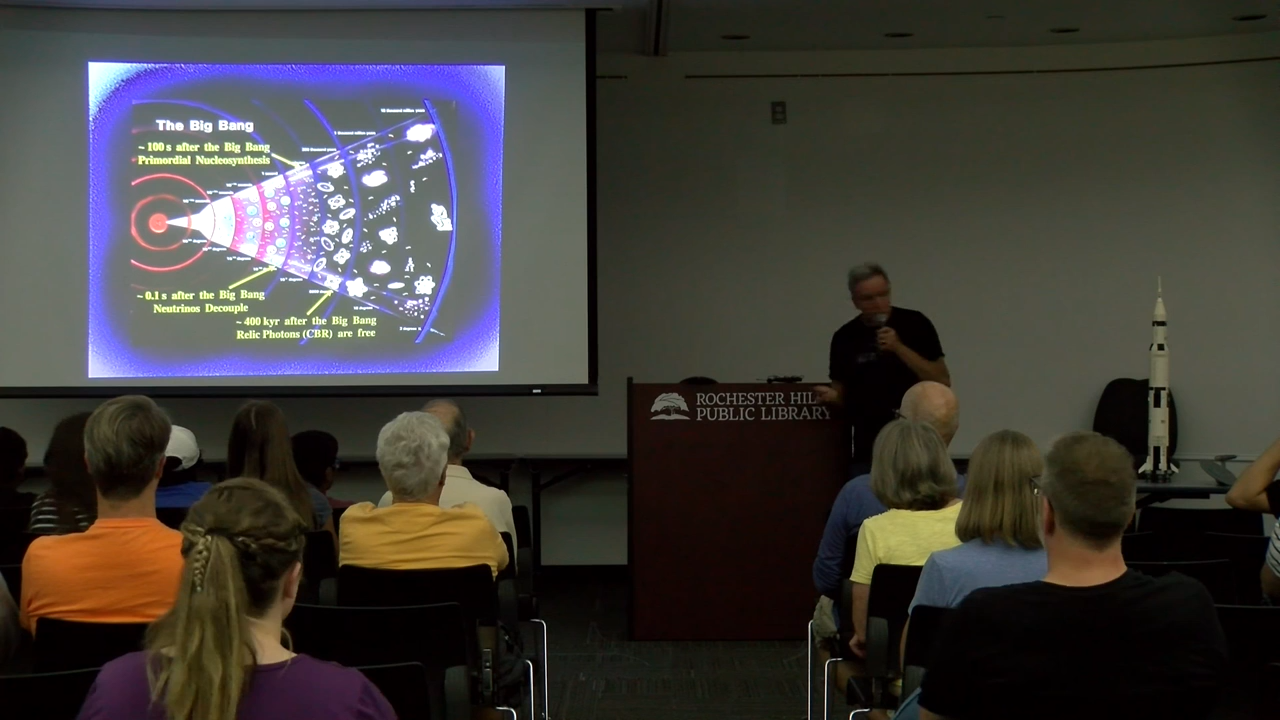 The Big Bang
~ 100 s after the Big Bang
Primordial Nucleosynthesis
~ 0.1 s after the Big Bang
Neutrinos Decouple
~ 400 kyr after the Big Bang
Relic Photons (CBR) are free
ROCHESTER HIL
PUBLIC LIBRARY